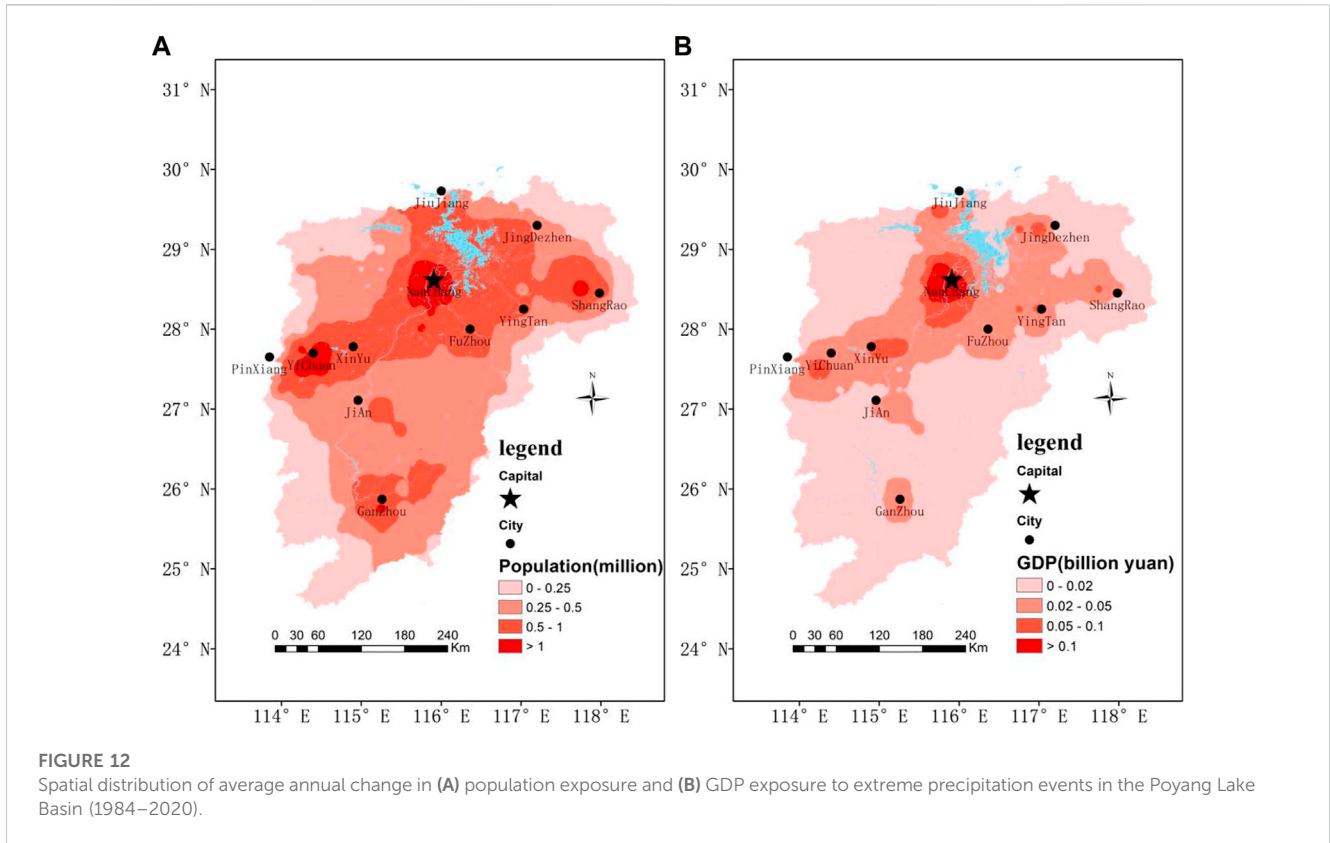 A
B
31° N
30° N
29° N
28° N
27° N
26° N
25° N
24° N
JiuJiang
JingDezhen
NanChang
ShangRao
YingTan
FuZhou
XinYu
YiChuan
PinXiang
JiAn
GanZhou
N
legend
Capital
City
Population(million)
0 - 0.25
0.25 - 0.5
0.5 - 1
> 1
0 30 60 120 180 240
Km
114° E 115° E 116° E 117° E 118° E
31° N
30° N
29° N
28° N
27° N
26° N
25° N
24° N
JiuJiang
JingDezhen
NanChang
ShangRao
YingTan
FuZhou
XinYu
YiChuan
PinXiang
JiAn
GanZhou
N
legend
Capital
City
GDP(billion yuan)
0 - 0.02
0.02 - 0.05
0.05 - 0.1
> 0.1
0 30 60 120 180 240
Km
114° E 115° E 116° E 117° E 118° E
FIGURE 12
Spatial distribution of average annual change in (A) population exposure and (B) GDP exposure to extreme precipitation events in the Poyang Lake
Basin (1984–2020).